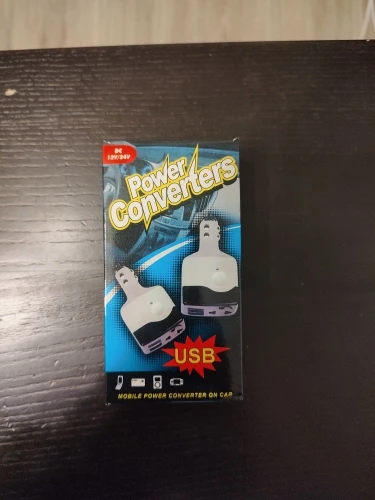 DC
12V/24V
Power
Converters
USB
MOBILE POWER CONVERTER ON CAR